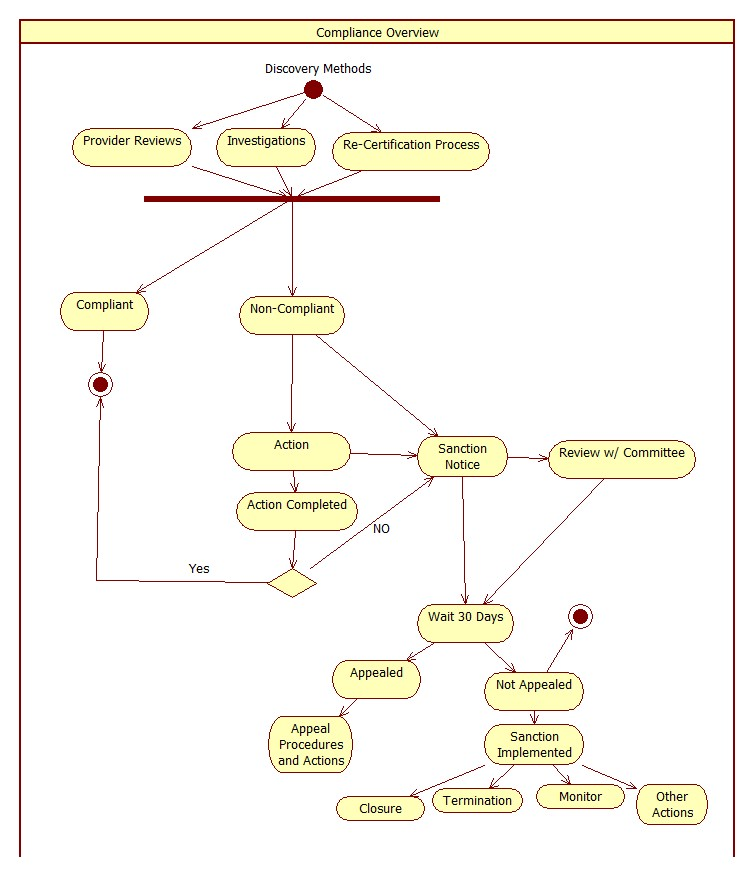 Compliance Overview
Discovery Methods
Provider Reviews
Investigations
Re-Certification Process
Compliant
Non-Compliant
Action
Sanction
Notice
Review w/ Committee
Action Completed
NO
Yes
Wait 30 Days
Appealed
Not Appealed
Appeal
Procedures
and Actions
Sanction
Implemented
Closure
Termination
Monitor
Other
Actions